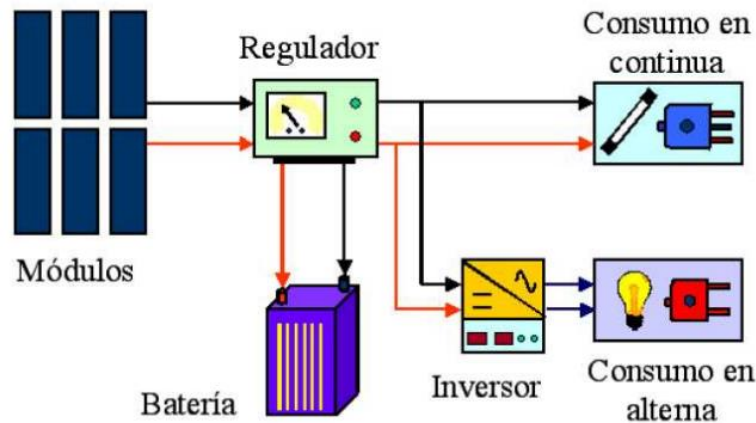 Regulador
Consumo en
continua
Módulos
Batería
Inversor
Consumo en
alterna